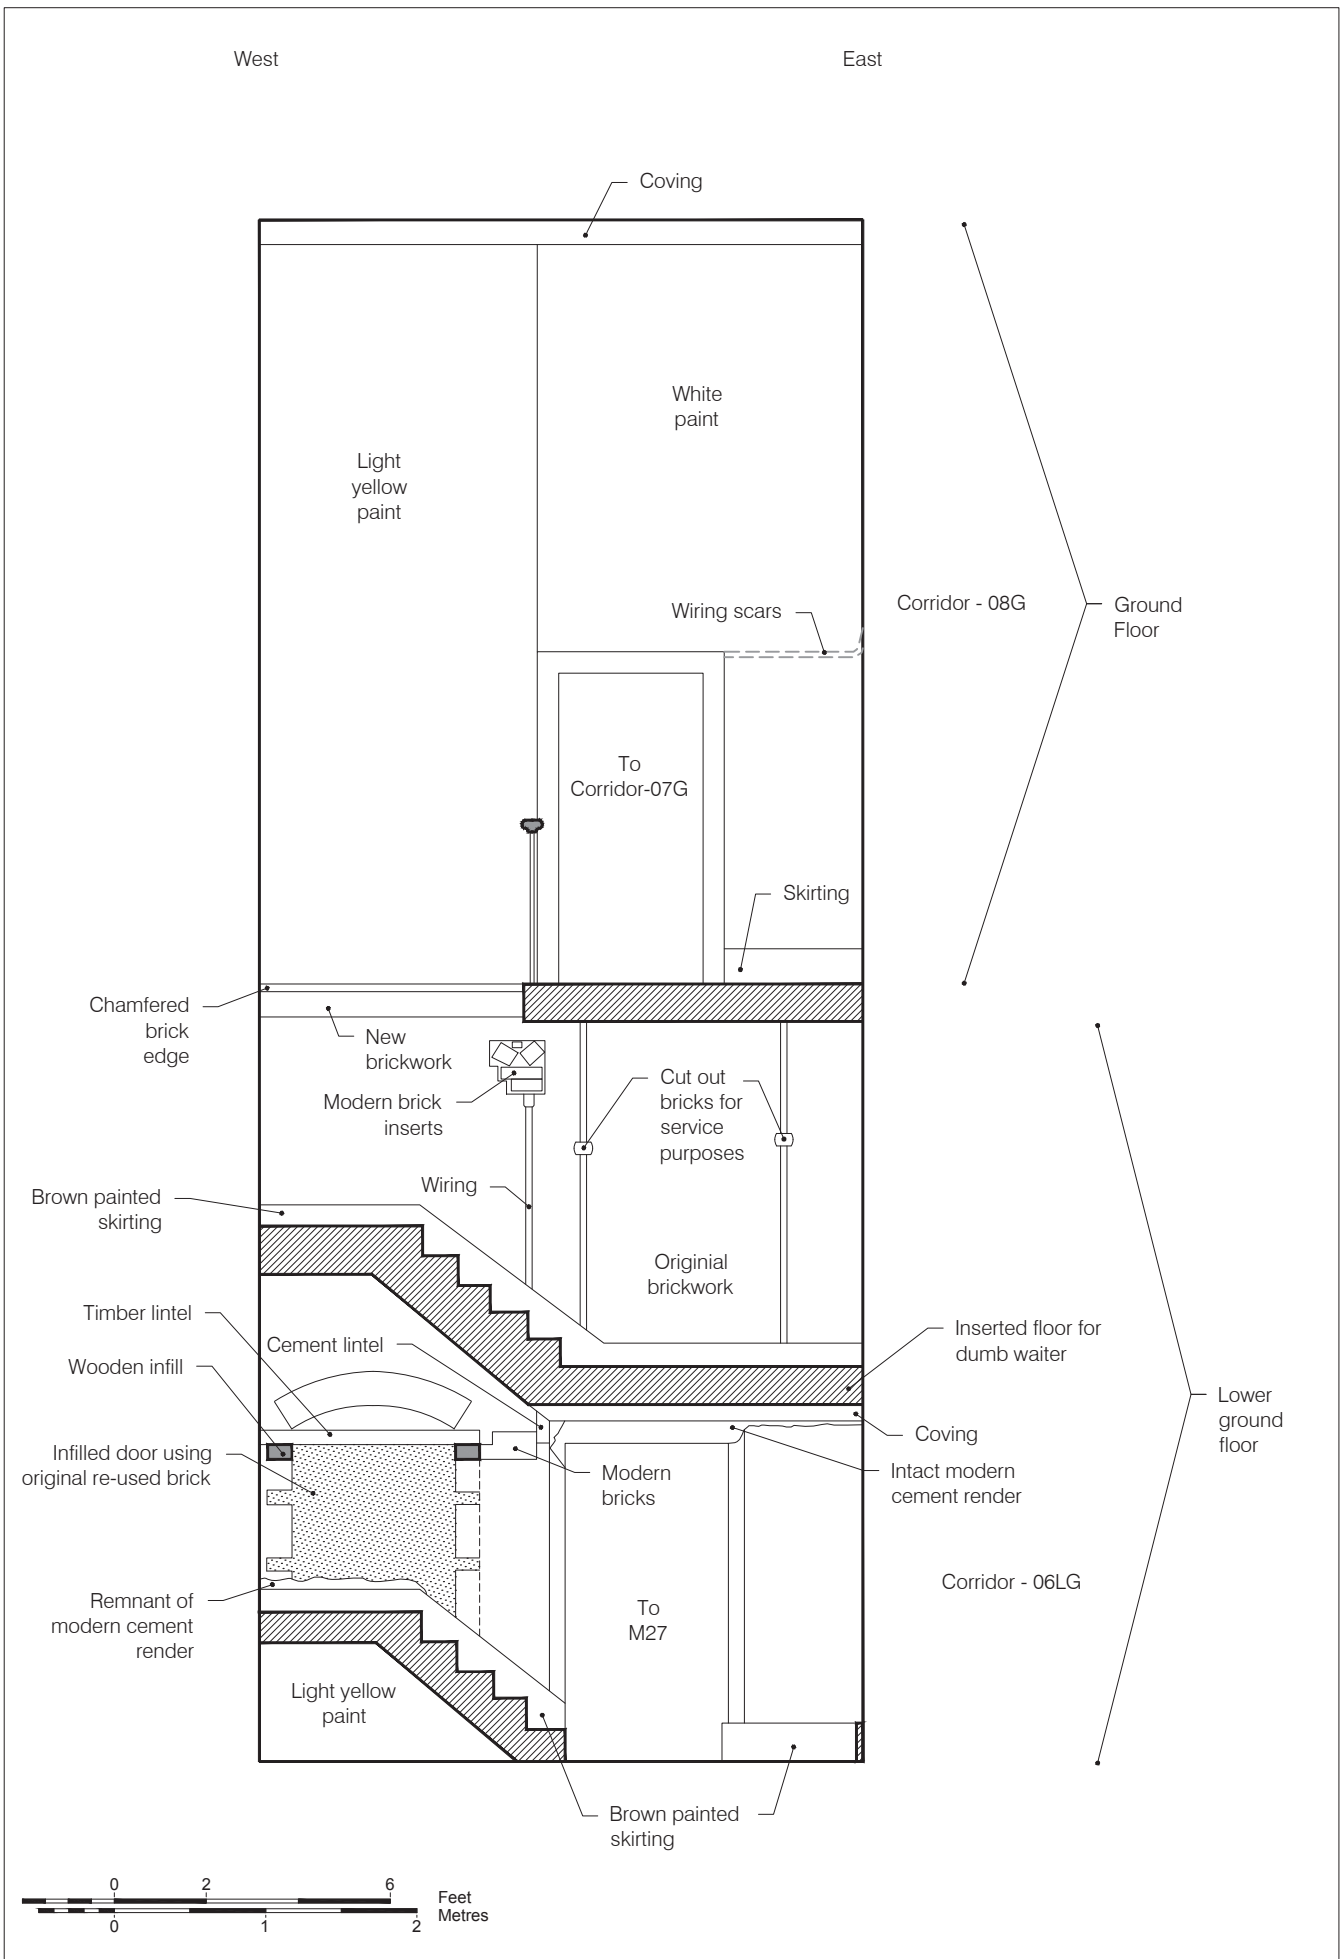 West
East
Coving
White
paint
Light
yellow
paint
Wiring scars
Corridor - 08G
Ground
Floor
To
Corridor-07G
Skirting
Chamfered
brick
edge
New
brickwork
Modern brick
inserts
Cut out
bricks for
service
purposes
Brown painted
skirting
Wiring
Originial
brickwork
Timber lintel
Cement lintel
Inserted floor for
dumb waiter
Wooden infill
Lower
ground
floor
Coving
Infilled door using
original re-used brick
Modern
bricks
Intact modern
cement render
Corridor - 06LG
Remnant of
modern cement
render
To
M27
Light yellow
paint
Brown painted
skirting
0 2 6 Feet
Metres
0 1 2